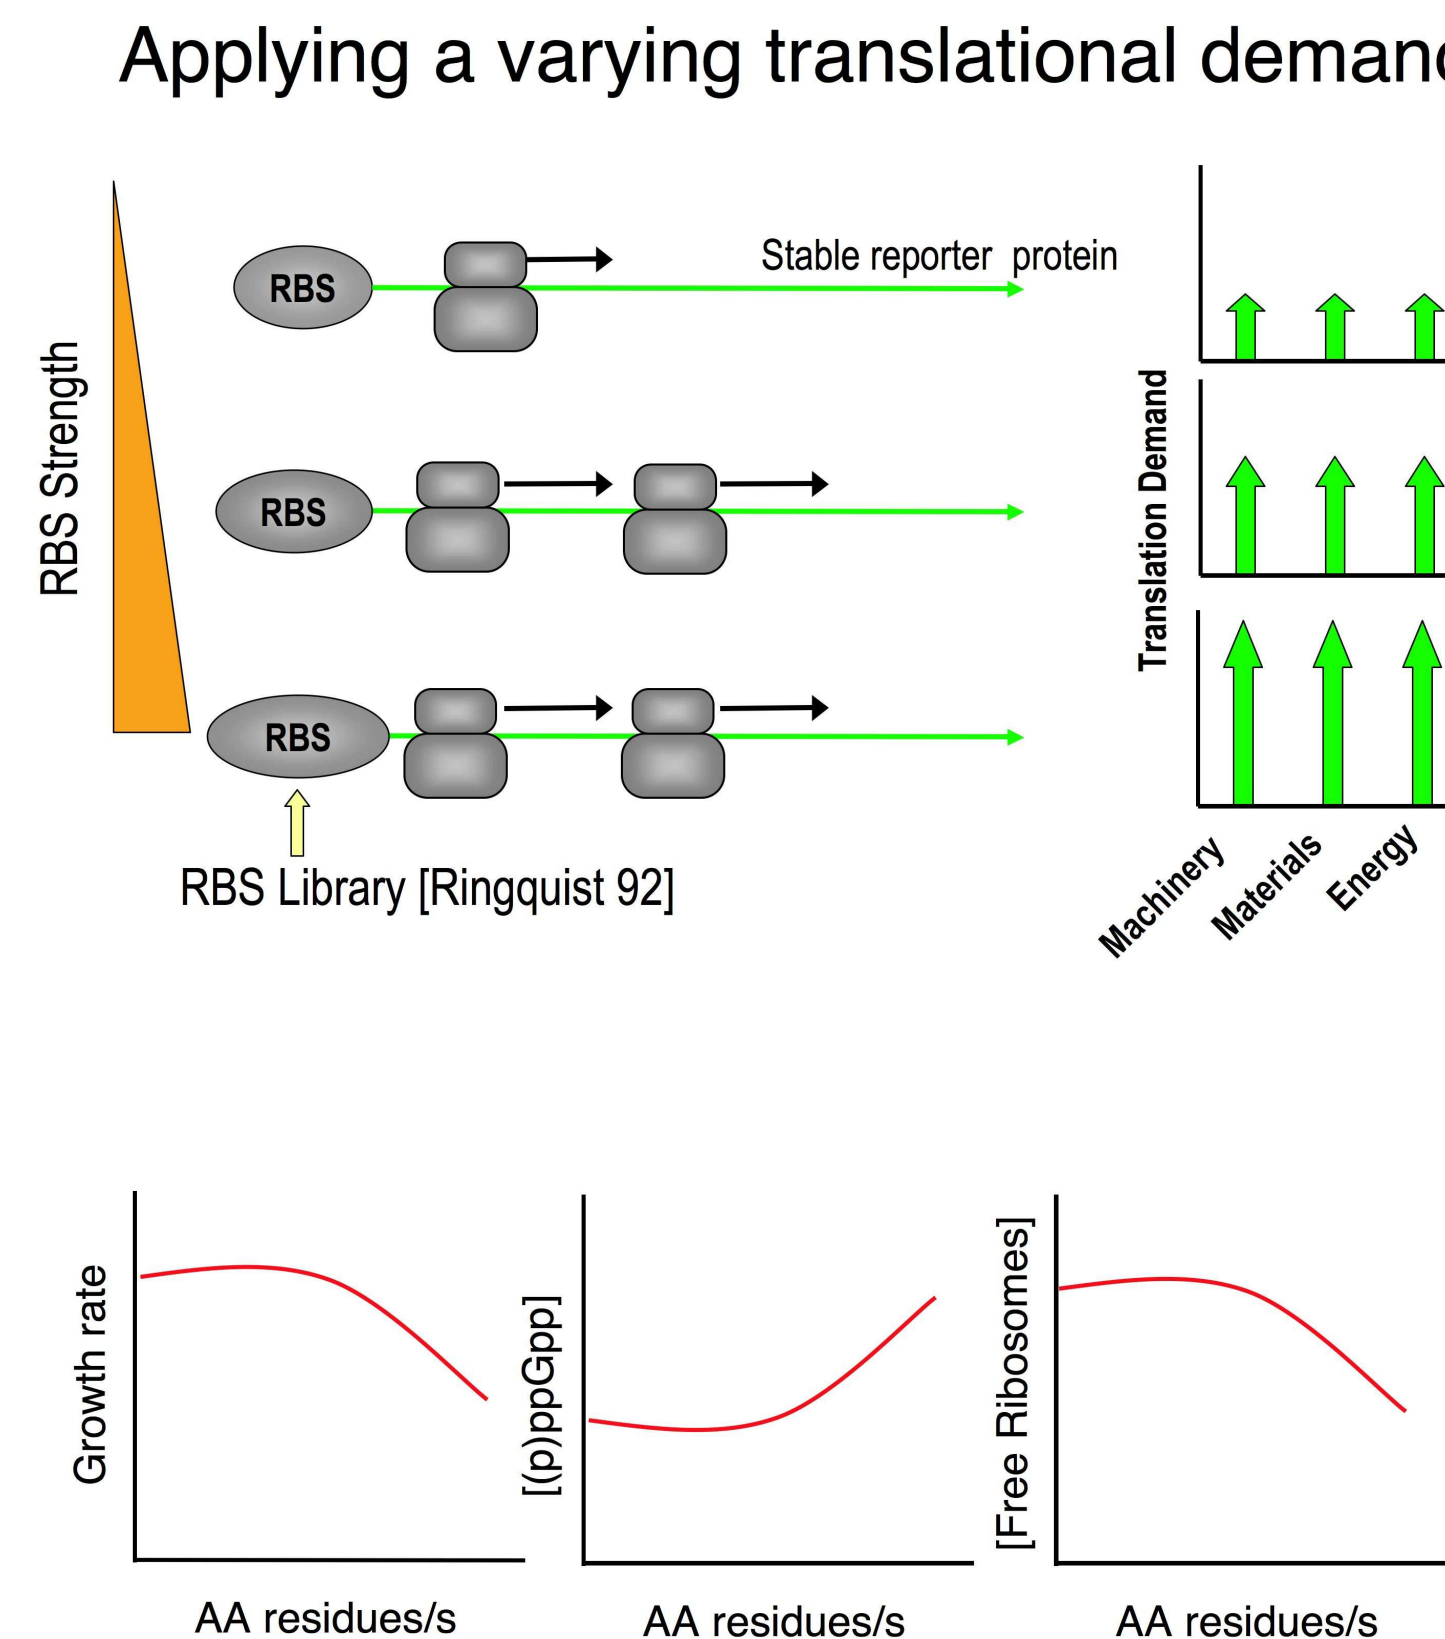 Applying a varying translational deman
RBS Strength
RBS
Stable reporter protein
RBS
RBS
RBS Library [Ringquist 92]
Translation Demand
Machinery
Materials
Energy
Growth rate
AA residues/s
[(p)ppGpp]
AA residues/s
[Free Ribosomes]
AA residues/s